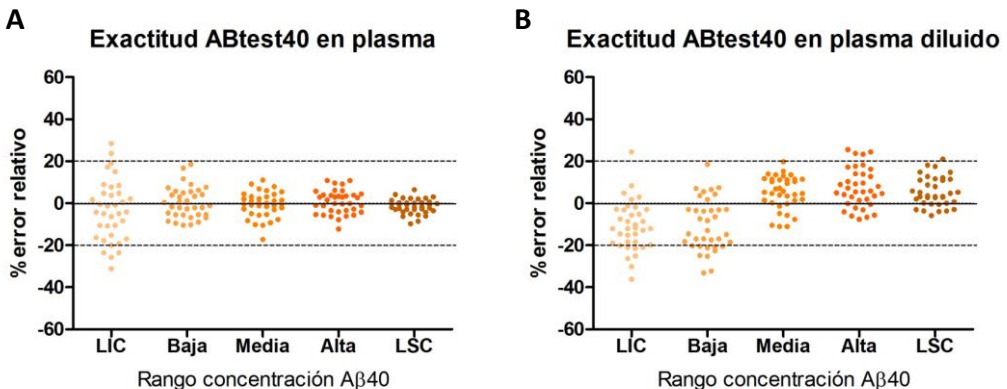 A
Exactitud ABtest40 en plasma
60
40
20
0
-20
-40
-60
% error relativo
LIC Baja Media Alta LSC
Rango concentración Aβ40
B
Exactitud ABtest40 en plasma diluido
60
40
20
0
-20
-40
-60
% error relativo
LIC Baja Media Alta LSC
Rango concentración Aβ40